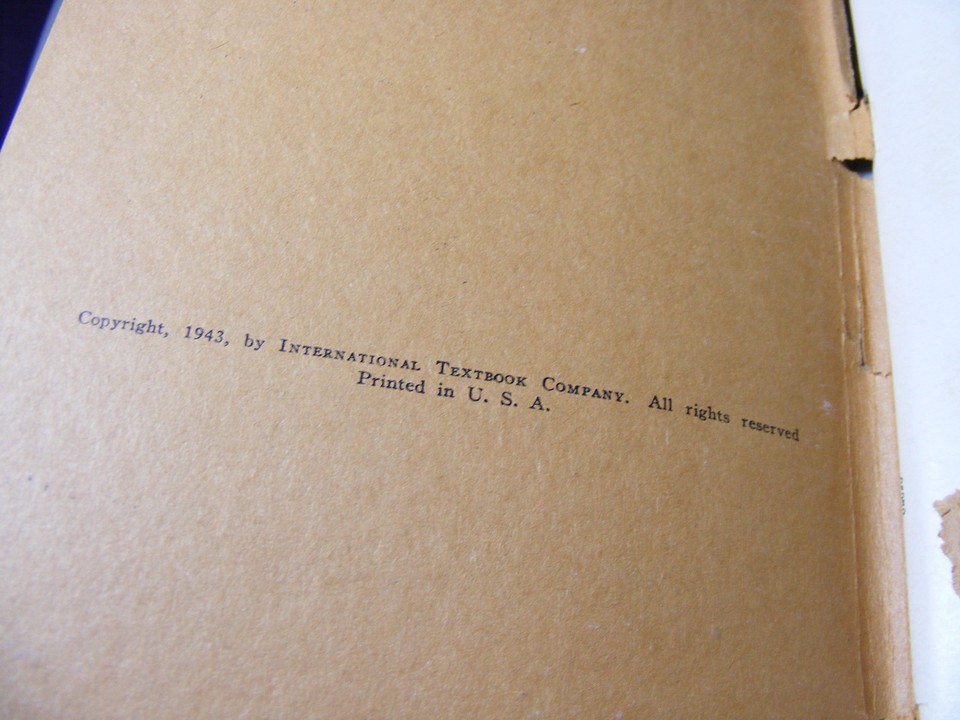 Copyright, 1943, by INTERNATIONAL TEXTBOOK COMPANY. All rights reserved
Printed in U. S. A.